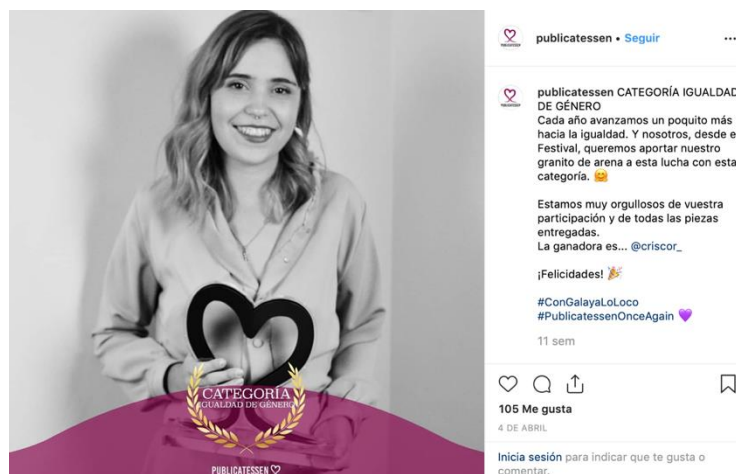 publicatessen • Seguir
publicatessen CATEGORÍA IGUALDAD
DE GÉNERO
Cada año avanzamos un poquito más
hacia la igualdad. Y nosotros, desde e
Festival, queremos aportar nuestro
granito de arena a esta lucha con esta
categoría. 🤗
Estamos muy orgullosos de vuestra
participación y de todas las piezas
entregadas.
La ganadora es... @criscor_
¡Felicidades! 🎉
#ConGalayaLoLoco
#PublicatessenOnceAgain 💜
11 sem
105 Me gusta
4 DE ABRIL
Inicia sesión para indicar que te gusta o
comentar.
CATEGORÍA
IGUALDAD DE GÉNERO
PUBLICATESSEN